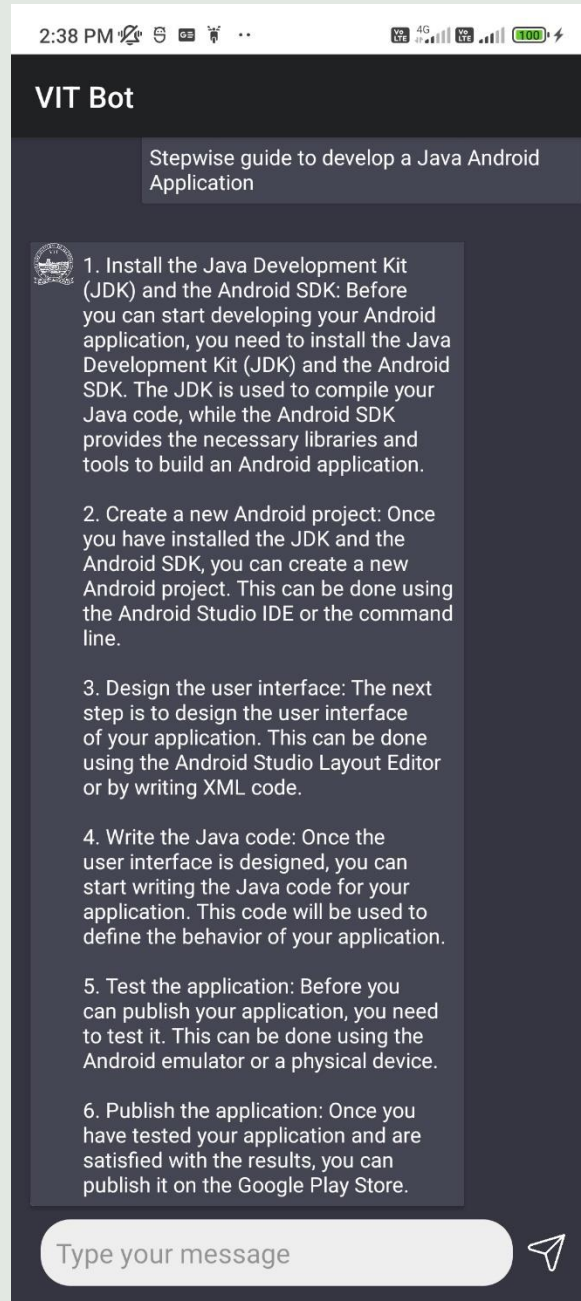 2:38 PM
Vo LTE 4G Vo LTE 100
VIT Bot
Stepwise guide to develop a Java Android
Application
1. Install the Java Development Kit
(JDK) and the Android SDK: Before
you can start developing your Android
application, you need to install the Java
Development Kit (JDK) and the Android
SDK. The JDK is used to compile your
Java code, while the Android SDK
provides the necessary libraries and
tools to build an Android application.
2. Create a new Android project: Once
you have installed the JDK and the
Android SDK, you can create a new
Android project. This can be done using
the Android Studio IDE or the command
line.
3. Design the user interface: The next
step is to design the user interface
of your application. This can be done
using the Android Studio Layout Editor
or by writing XML code.
4. Write the Java code: Once the
user interface is designed, you can
start writing the Java code for your
application. This code will be used to
define the behavior of your application.
5. Test the application: Before you
can publish your application, you need
to test it. This can be done using the
Android emulator or a physical device.
6. Publish the application: Once you
have tested your application and are
satisfied with the results, you can
publish it on the Google Play Store.
Type your message